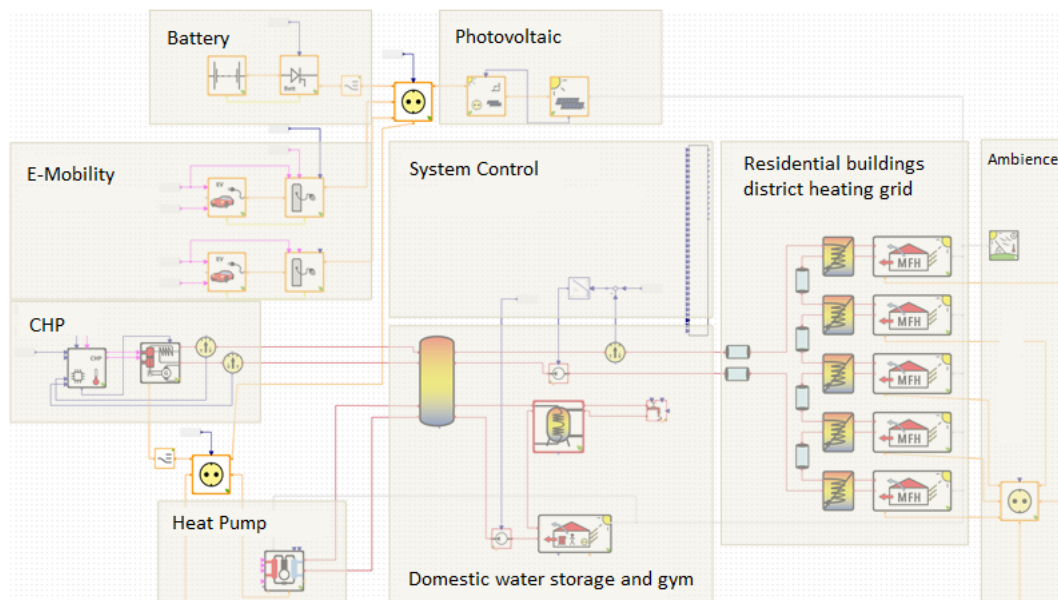 Battery
Photovoltaic
Batt
E-Mobility
EV
EV
System Control
Residential buildings
district heating grid
Ambience
MFH
MFH
MFH
MFH
MFH
CHP
CHP
Heat Pump
Domestic water storage and gym